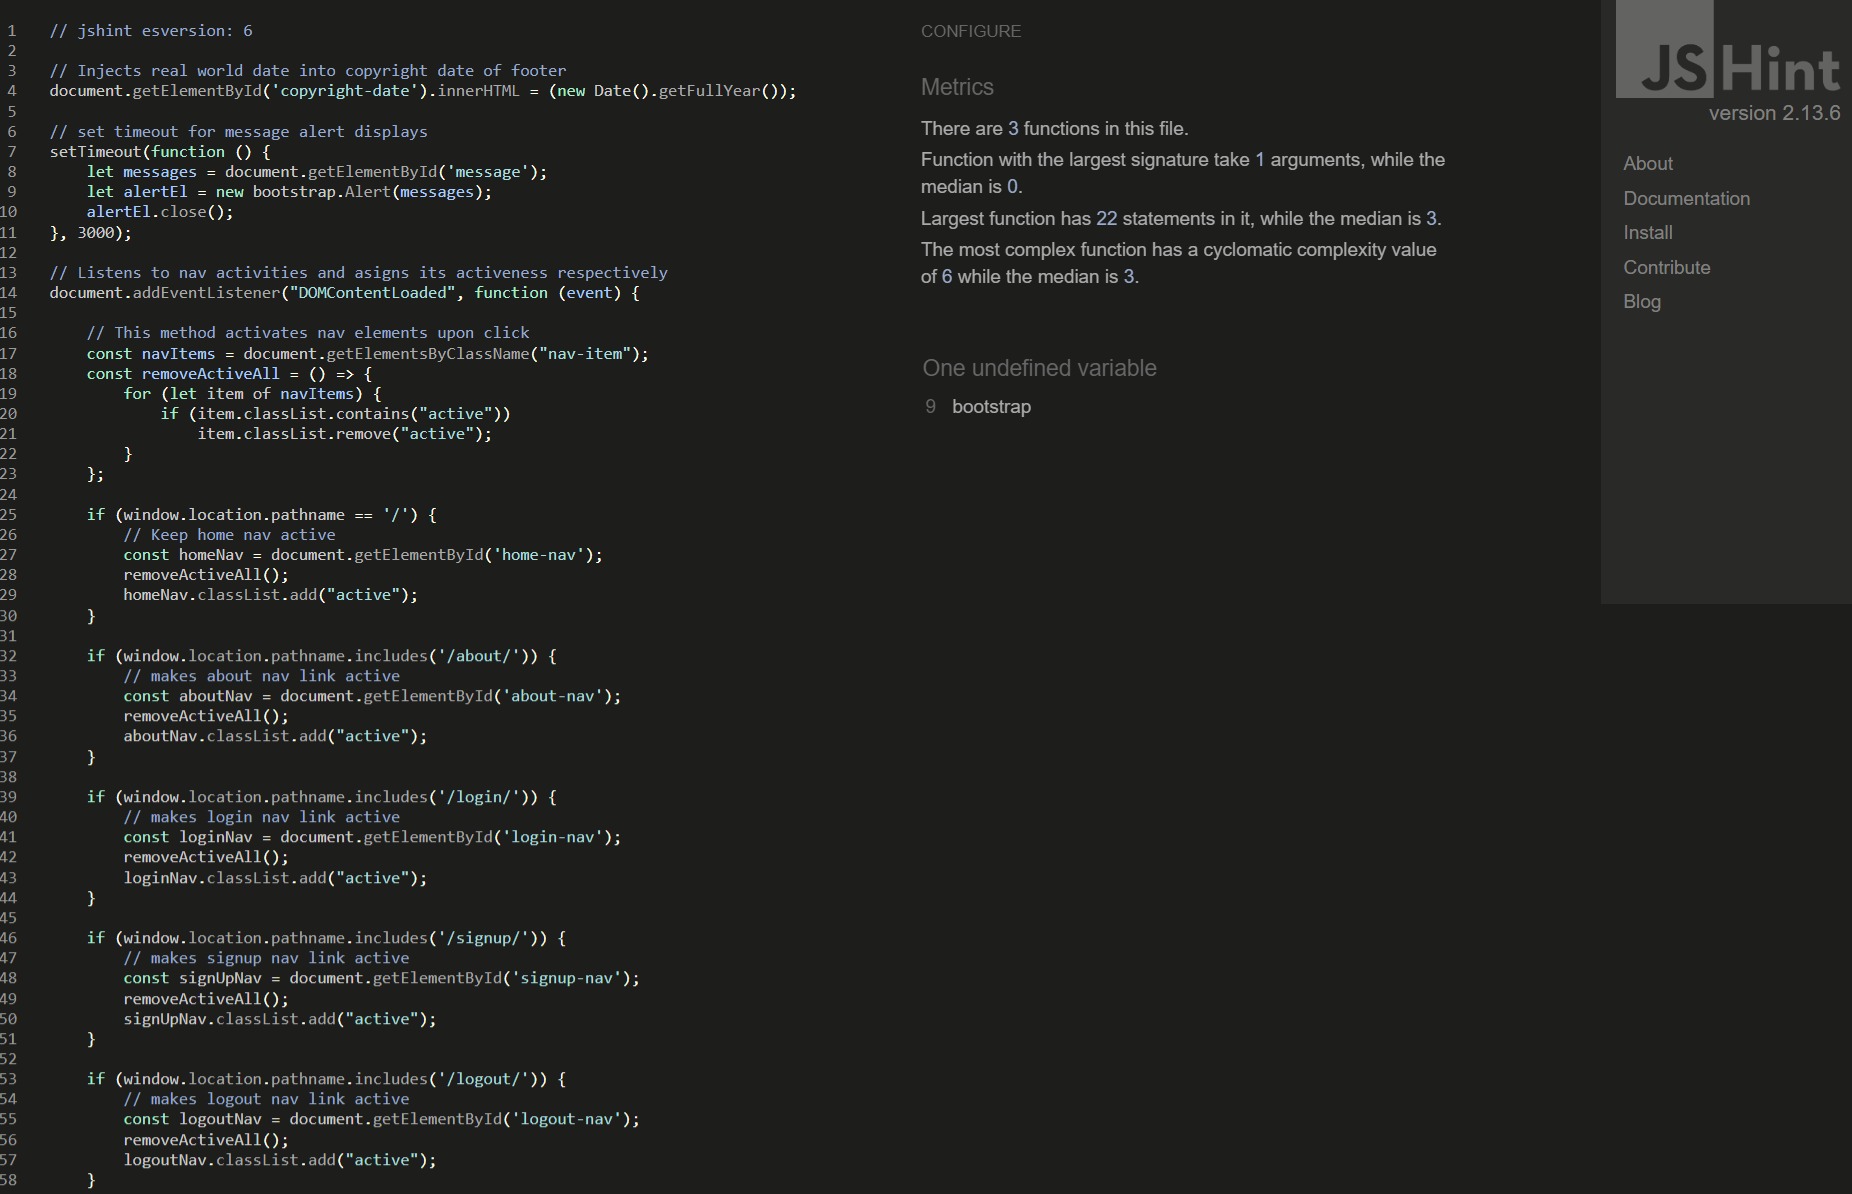 1 // jshint esversion: 6
2
3 // Injects real world date into copyright date of footer
4 document.getElementById('copyright-date').innerHTML = (new Date().getFullYear());
5
6 // set timeout for message alert displays
7 setTimeout(function () {
8 let messages = document.getElementById('message');
9 let alertEl = new bootstrap.Alert(messages);
10 alertEl.close();
11 }, 3000);
12
13 // Listens to nav activities and asigns its activeness respectively
14 document.addEventListener("DOMContentLoaded", function (event) {
15
16 // This method activates nav elements upon click
17 const navItems = document.getElementsByClassName("nav-item");
18 const removeActiveAll = () => {
19 for (let item of navItems) {
20 if (item.classList.contains("active"))
21 item.classList.remove("active");
22 }
23 };
24
25 if (window.location.pathname == '/') {
26 // Keep home nav active
27 const homeNav = document.getElementById('home-nav');
28 removeActiveAll();
29 homeNav.classList.add("active");
30 }
31
32 if (window.location.pathname.includes('/about/')) {
33 // makes about nav link active
34 const aboutNav = document.getElementById('about-nav');
35 removeActiveAll();
36 aboutNav.classList.add("active");
37 }
38
39 if (window.location.pathname.includes('/login/')) {
40 // makes login nav link active
41 const loginNav = document.getElementById('login-nav');
42 removeActiveAll();
43 loginNav.classList.add("active");
44 }
45
46 if (window.location.pathname.includes('/signup/')) {
47 // makes signup nav link active
48 const signUpNav = document.getElementById('signup-nav');
49 removeActiveAll();
50 signUpNav.classList.add("active");
51 }
52
53 if (window.location.pathname.includes('/logout/')) {
54 // makes logout nav link active
55 const logoutNav = document.getElementById('logout-nav');
56 removeActiveAll();
57 logoutNav.classList.add("active");
58 }
CONFIGURE
Metrics
There are 3 functions in this file.
Function with the largest signature take 1 arguments, while the
median is 0.
Largest function has 22 statements in it, while the median is 3.
The most complex function has a cyclomatic complexity value
of 6 while the median is 3.
One undefined variable
9 bootstrap
JSHint
version 2.13.6
About
Documentation
Install
Contribute
Blog